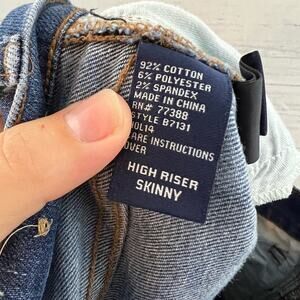 92% COTTON
6% POLYESTER
2% SPANDEX
MADE IN CHINA
RN# 77388
STYLE B7131
HOL14
ARE INSTRUCTIONS
OVER
HIGH RISER
SKINNY